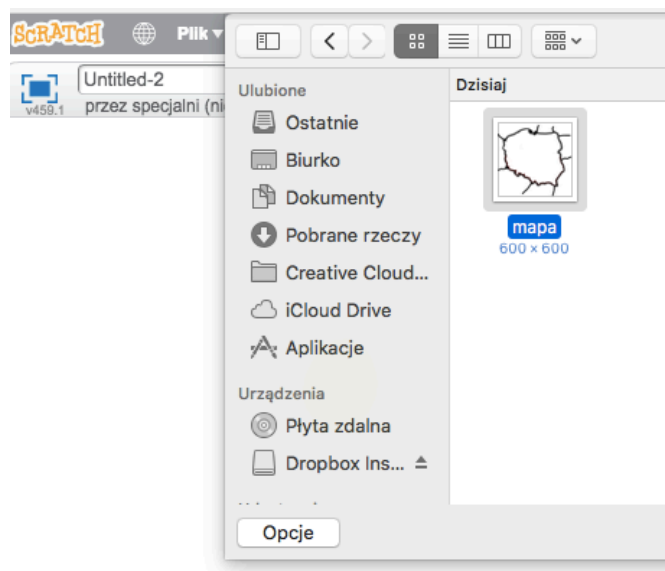 SCRATCH Plik
Untitled-2
v459.1 przez specjalni (ni
Ulubione
Ostatnie
Biurko
Dokumenty
Pobrane rzeczy
Creative Cloud...
iCloud Drive
Aplikacje
Urządzenia
Płyta zdalna
Dropbox Ins...
Opcje
Dzisiaj
mapa
600 × 600